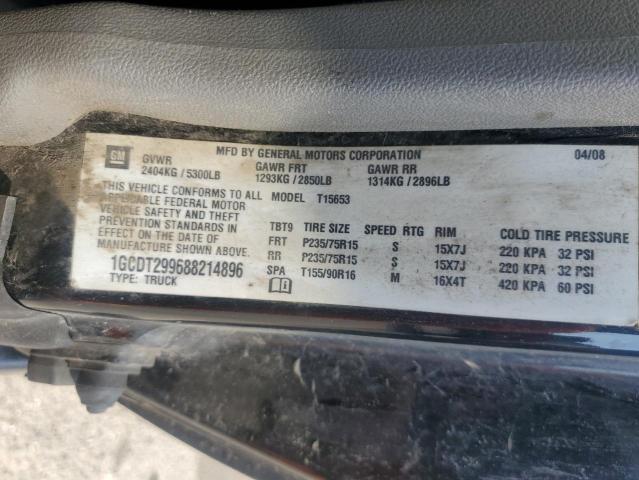 GM
MFD BY GENERAL MOTORS CORPORATION
04/08
GVWR GAWR FRT GAWR RR
2404KG / 5300LB 1293KG / 2850LB 1314KG / 2896LB
THIS VEHICLE CONFORMS TO ALL
APPLICABLE FEDERAL MOTOR
VEHICLE SAFETY AND THEFT
PREVENTION STANDARDS IN
EFFECT ON THE DATE OF
MANUFACTURE SHOWN ABOVE.
1GCDT299688214896
TYPE: TRUCK
MODEL T15653
TBT9 TIRE SIZE SPEED RTG RIM COLD TIRE PRESSURE
FRT P235/75R15 S 15X7J 220 KPA 32 PSI
RR P235/75R15 S 15X7J 220 KPA 32 PSI
SPA T155/90R16 M 16X4T 420 KPA 60 PSI